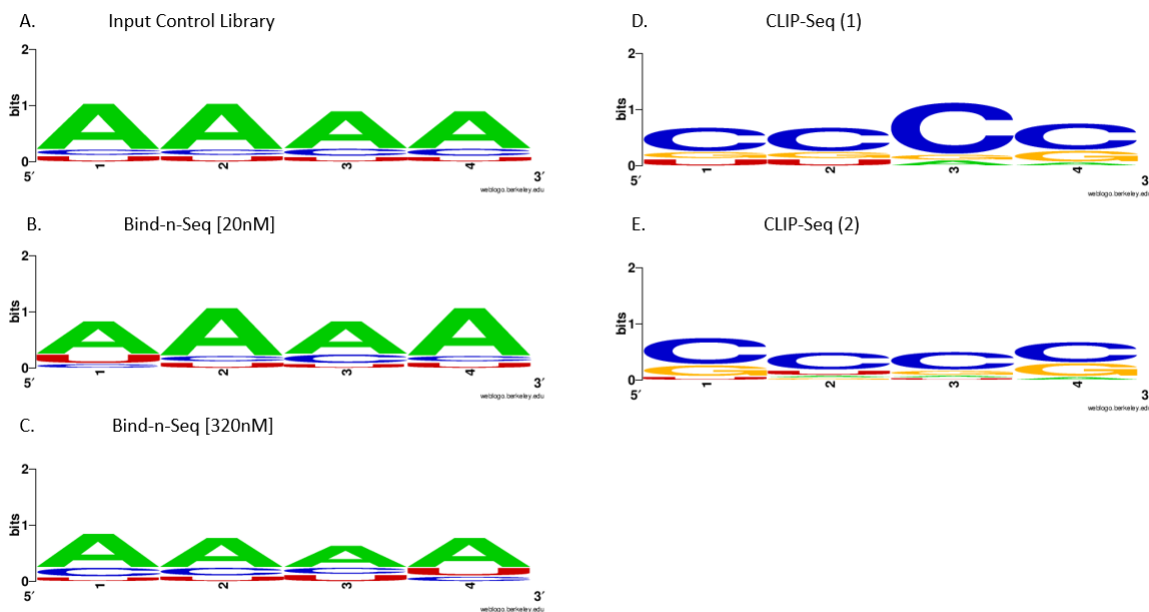 A. Input Control Library
2
bits
1
0
A A A A
C C C C
U U U U
5′ 1 2 3 4 3′
weblogo.berkeley.edu
B. Bind-n-Seq [20nM]
2
bits
1
0
A A A A
U C C C
C U U U
5′ 1 2 3 4 3′
weblogo.berkeley.edu
C. Bind-n-Seq [320nM]
2
bits
1
0
A A A A
C C C U
U U U C
5′ 1 2 3 4 3′
weblogo.berkeley.edu
D. CLIP-Seq (1)
2
bits
1
0
C C C C
G G G G
U U A A
5′ 1 2 3 4 3
weblogo.berkeley.edu
E. CLIP-Seq (2)
2
bits
1
0
C C C C
G U G G
5′ 1 2 3 4 3
weblogo.berkeley.edu